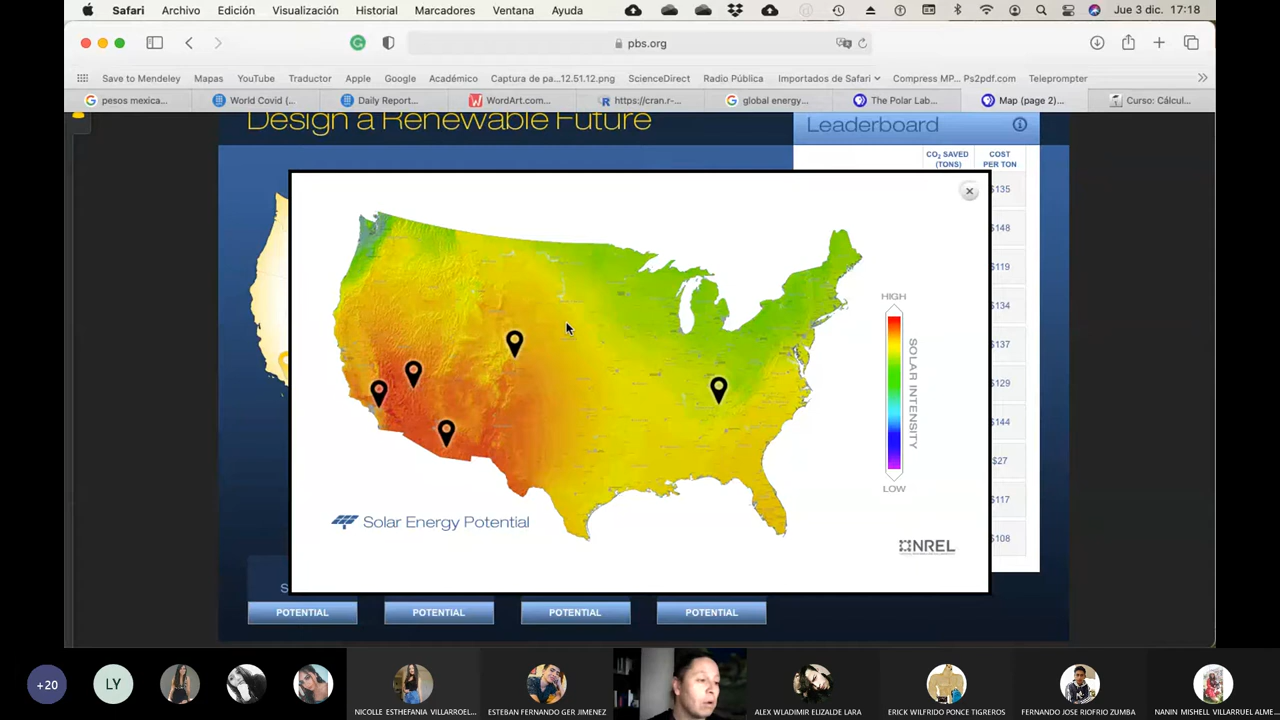 Safari Archivo Edición Visualización Historial Marcadores Ventana Ayuda Jue 3 dic. 17:18
pbs.org
Save to Mendeley Mapas YouTube Traductor Apple Google Académico Captura de pa...12.51.12.png ScienceDirect Radio Pública Importados de Safari Compress MP... Ps2pdf.com Teleprompter
pesos mexica... World Covid (... Daily Report... WordArt.com... https://cran.r-... global energy... The Polar Lab... Map (page 2)... Curso: Cálcul...
Design a Renewable Future
Leaderboard
CO₂ SAVED (TONS)
COST PER TON
$135
$148
$119
$134
$137
$129
$144
$27
$117
$108
HIGH
SOLAR INTENSITY
LOW
Solar Energy Potential
NREL
S
POTENTIAL POTENTIAL POTENTIAL POTENTIAL
+20 LY
NICOLLE ESTHEFANIA VILLARROEL... ESTEBAN FERNANDO GER JIMENEZ ALEX WLADIMIR ELIZALDE LARA ERICK WILFRIDO PONCE TIGREROS FERNANDO JOSE RIOFRIO ZUMBA NANIN MISHELL VILLARRUEL ALME...